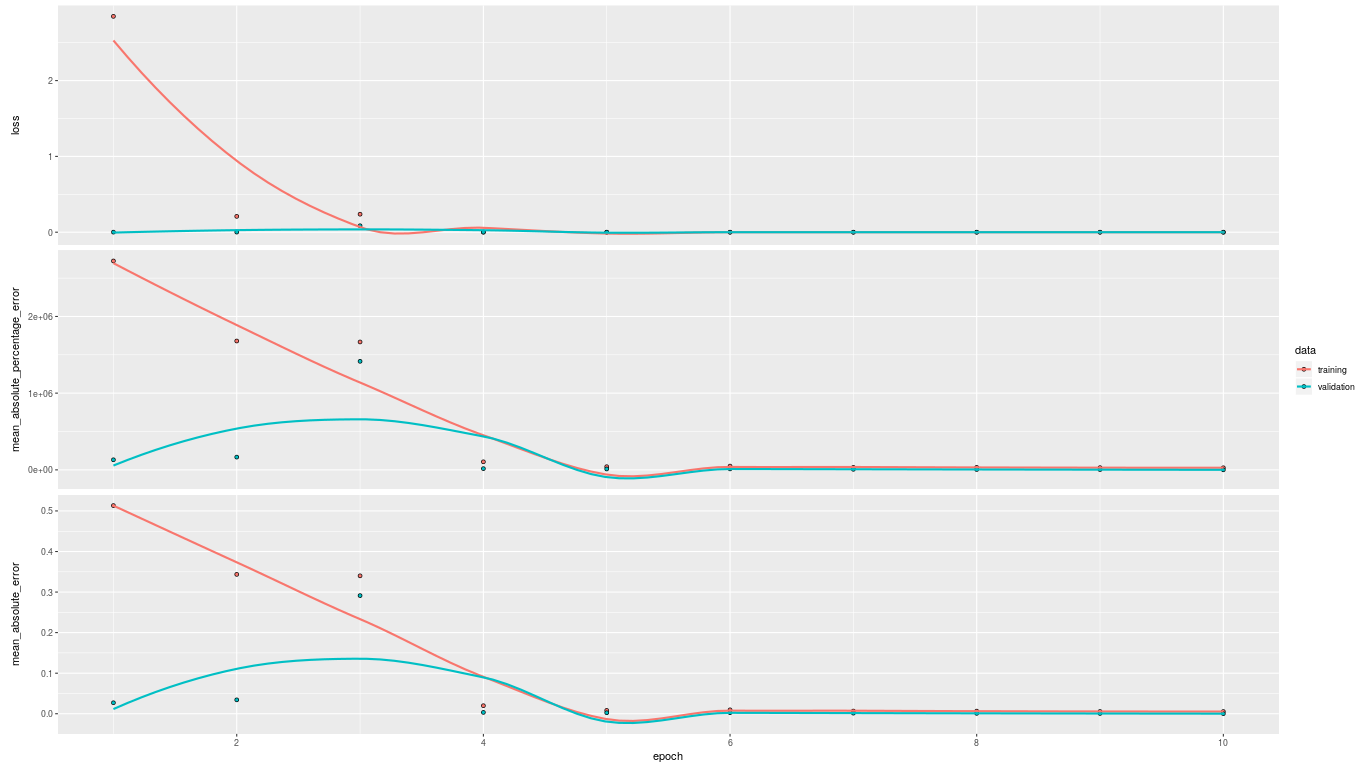 loss
2
1
0
mean_absolute_percentage_error
2e+06
1e+06
0e+00
mean_absolute_error
0.5
0.4
0.3
0.2
0.1
0.0
2
4
6
8
10
epoch
data
training
validation